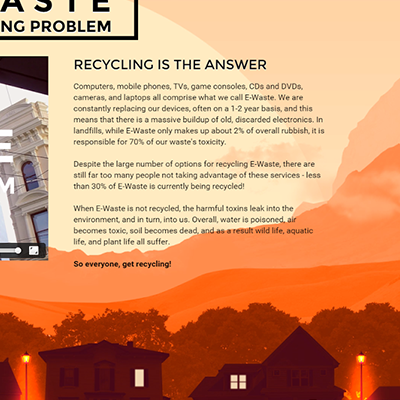 ASTE
NG PROBLEM
RECYCLING IS THE ANSWER
Computers, mobile phones, TVs, game consoles, CDs and DVDs,
cameras, and laptops all comprise what we call E-Waste. We are
constantly replacing our devices, often on a 1-2 year basis, and this
means that there is a massive buildup of old, discarded electronics. In
landfills, while E-Waste only makes up about 2% of overall rubbish, it is
responsible for 70% of our waste's toxicity.
Despite the large number of options for recycling E-Waste, there are
still far too many people not taking advantage of these services - less
than 30% of E-Waste is currently being recycled!
When E-Waste is not recycled, the harmful toxins leak into the
environment, and in turn, into us. Overall, water is poisoned, air
becomes toxic, soil becomes dead, and as a result wild life, aquatic
life, and plant life all suffer.
So everyone, get recycling!
E
M